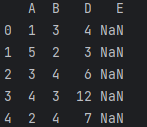 A B D E
0 1 3 4 NaN
1 5 2 3 NaN
2 3 4 6 NaN
3 4 3 12 NaN
4 2 4 7 NaN